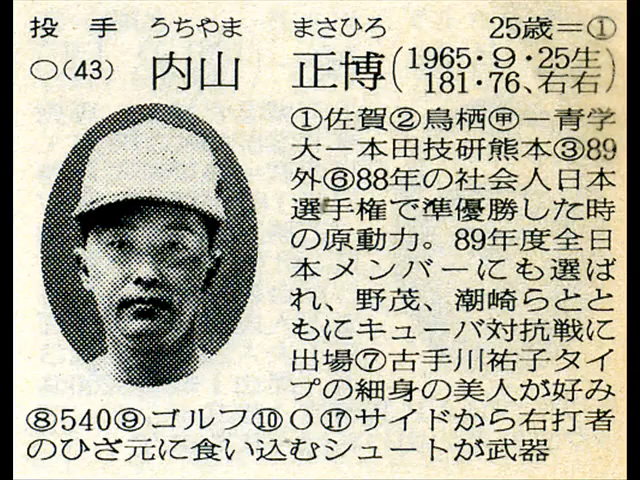 投手 うちやま まさひろ 25歳＝①
○(43) 内山 正博(1965・9・25生 181・76、右右)
①佐賀②鳥栖㊙一青学
大一本田技研熊本③89
外⑥88年の社会人日本
選手権で準優勝した時
の原動力。89年度全日
本メンバーにも選ば
れ、野茂、潮崎らとと
もにキューバ対抗戦に
出場⑦古手川祐子タイ
プの細身の美人が好み
⑧540⑨ゴルフ⑩O⑰サイドから右打者
のひざ元に食い込むシュートが武器